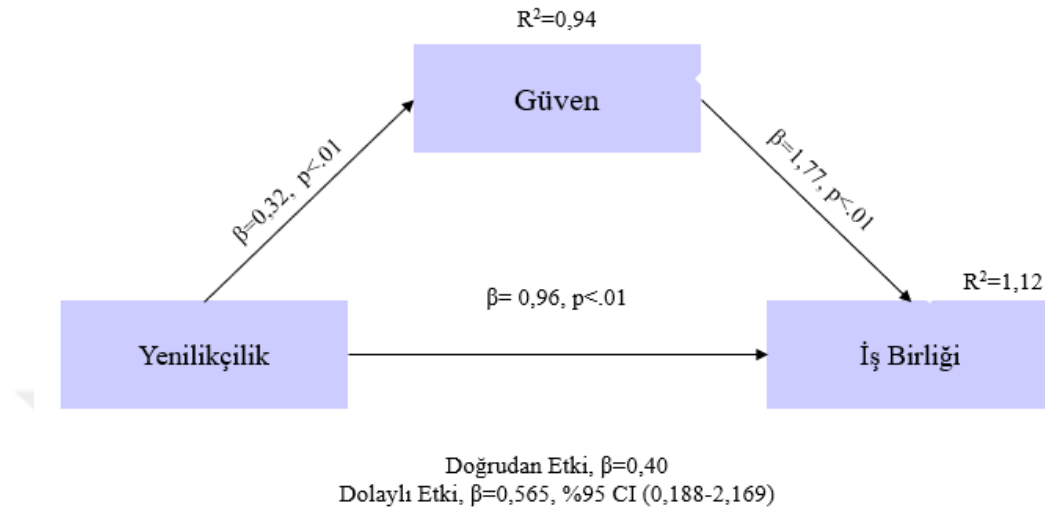 R²=0,94
Güven
β=0,32, p<.01
β=1,77, p<.01
β= 0,96, p<.01
R²=1,12
Yenilikçilik
İş Birliği
Doğrudan Etki, β=0,40
Dolaylı Etki, β=0,565, %95 CI (0,188-2,169)